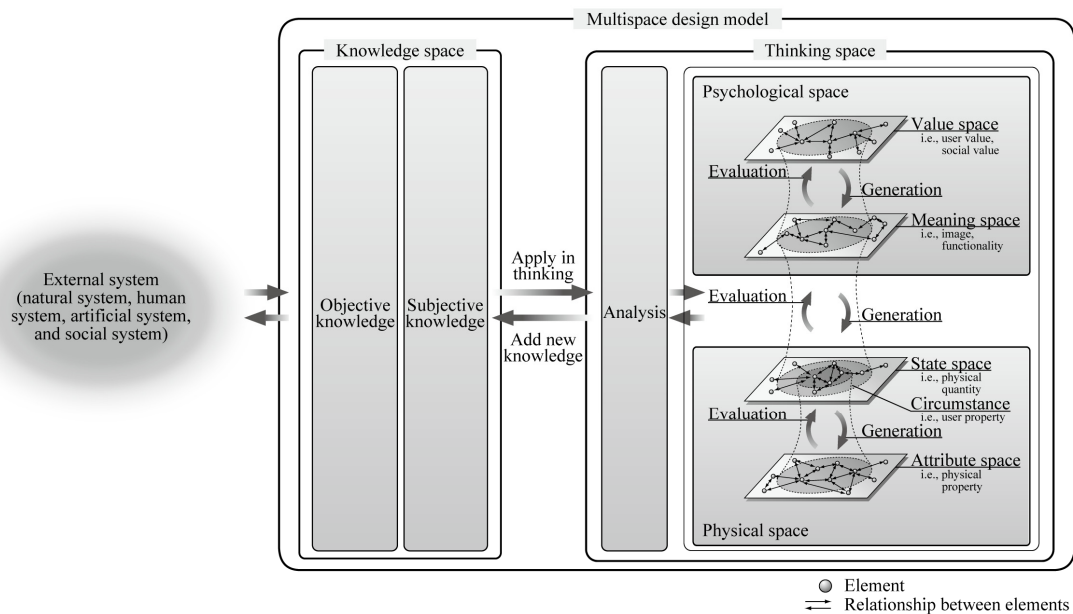 Multispace design model
Knowledge space
Thinking space
External system
(natural system, human
system, artificial system,
and social system)
Objective
knowledge
Subjective
knowledge
Apply in
thinking
Add new
knowledge
Analysis
Psychological space
Value space
i.e., user value,
social value
Evaluation
Generation
Meaning space
i.e., image,
functionality
Evaluation
Generation
State space
i.e., physical
quantity
Circumstance
i.e., user property
Evaluation
Generation
Attribute space
i.e., physical
property
Physical space
Element
Relationship between elements